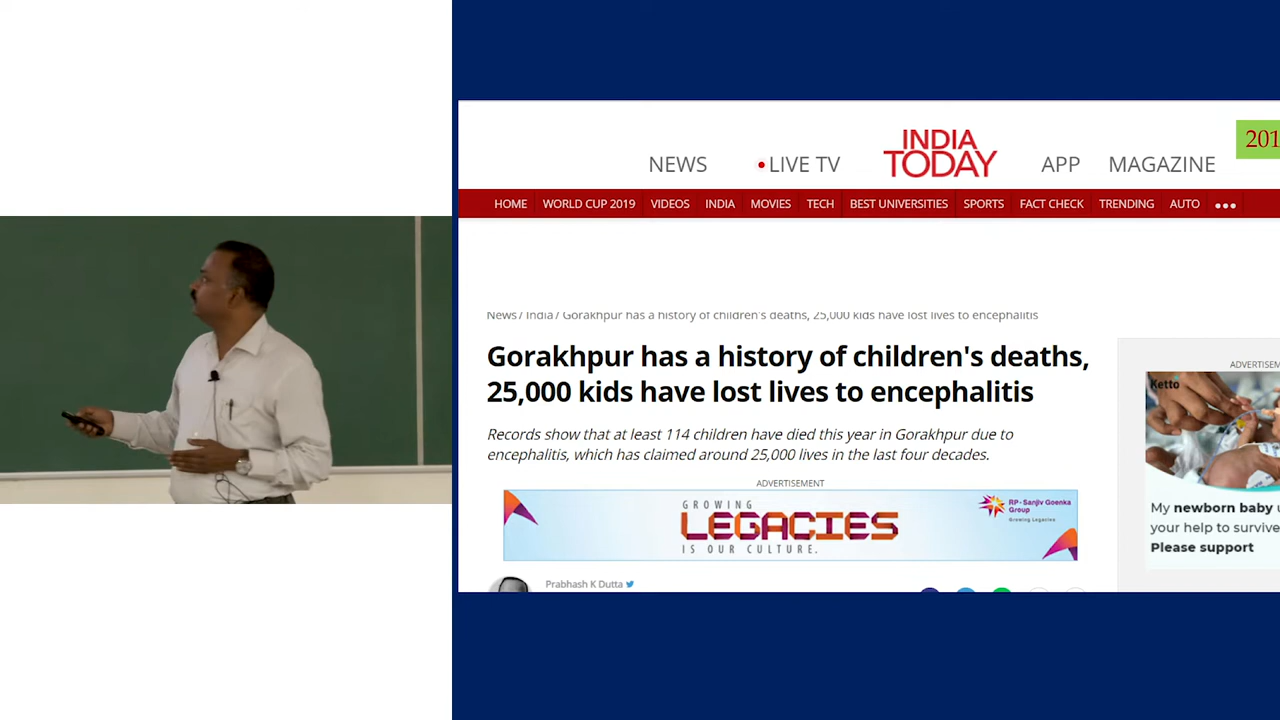 201
NEWS
LIVE TV
INDIA
TODAY
APP
MAGAZINE
HOME WORLD CUP 2019 VIDEOS INDIA MOVIES TECH BEST UNIVERSITIES SPORTS FACT CHECK TRENDING AUTO
News / India / Gorakhpur has a history of children's deaths, 25,000 kids have lost lives to encephalitis
Gorakhpur has a history of children's deaths,
25,000 kids have lost lives to encephalitis
Records show that at least 114 children have died this year in Gorakhpur due to
encephalitis, which has claimed around 25,000 lives in the last four decades.
ADVERTISEMENT
GROWING
LEGACIES
IS OUR CULTURE.
RP-Sanjiv Goenka
Group
Growing Legacies
Prabhash K Dutta
ADVERTISEM
Ketto
My newborn baby
your help to survive
Please support